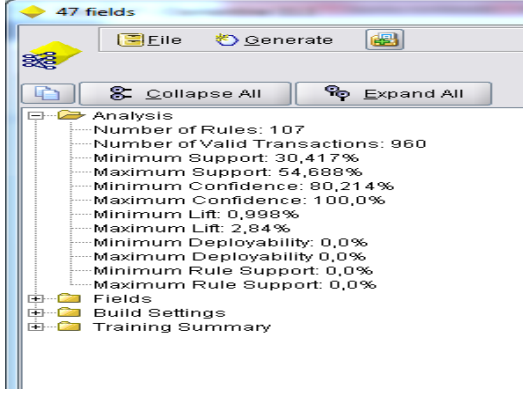 47 fields
File Generate
Collapse All Expand All
Analysis
Number of Rules: 107
Number of Valid Transactions: 960
Minimum Support: 30,417%
Maximum Support: 54,688%
Minimum Confidence: 80,214%
Maximum Confidence: 100,0%
Minimum Lift: 0,998%
Maximum Lift: 2,84%
Minimum Deployability: 0,0%
Maximum Deployability 0,0%
Minimum Rule Support: 0,0%
Maximum Rule Support: 0,0%
Fields
Build Settings
Training Summary